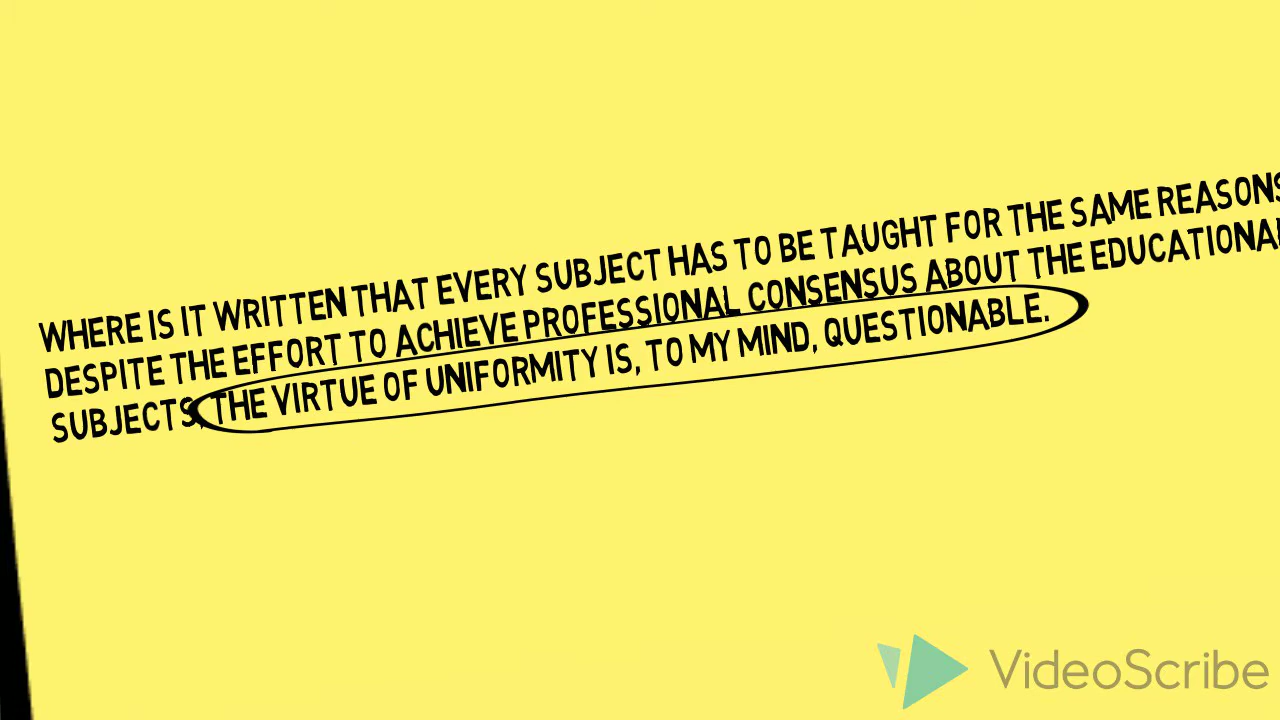 WHERE IS IT WRITTEN THAT EVERY SUBJECT HAS TO BE TAUGHT FOR THE SAME REASONS
DESPITE THE EFFORT TO ACHIEVE PROFESSIONAL CONSENSUS ABOUT THE EDUCATIONAL
SUBJECTS, THE VIRTUE OF UNIFORMITY IS, TO MY MIND, QUESTIONABLE.
VideoScribe